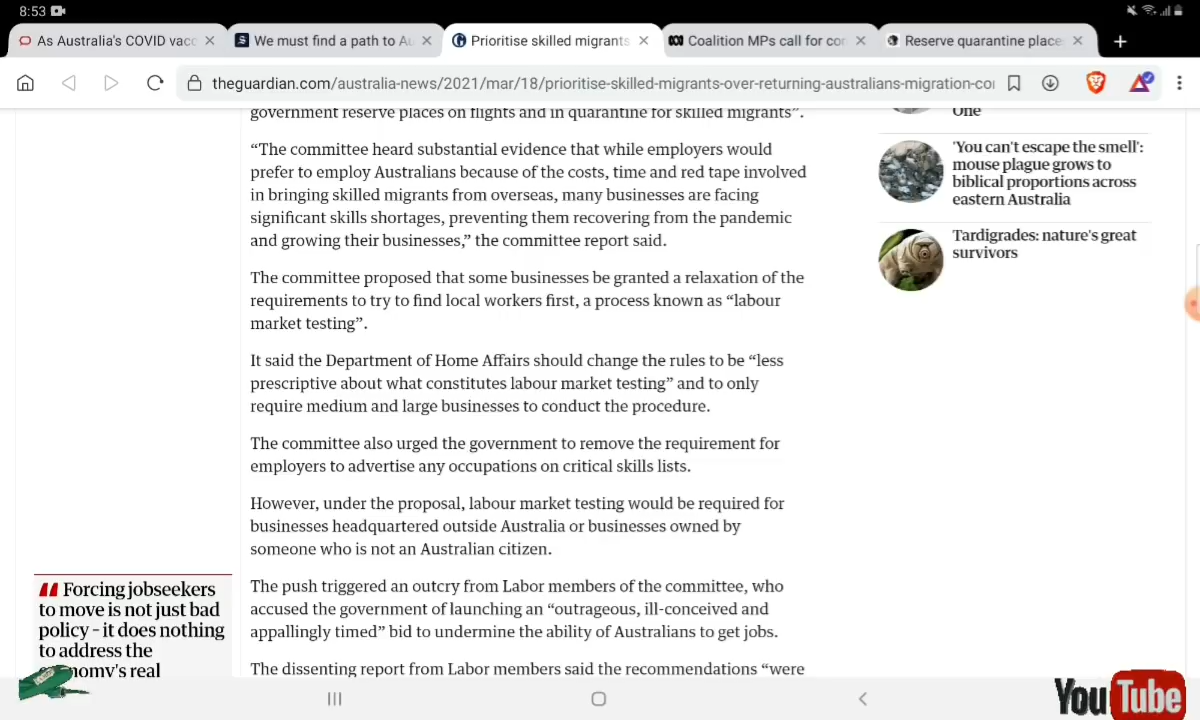 8:53
As Australia's COVID vacc
We must find a path to Au
Prioritise skilled migrants
Coalition MPs call for cor
Reserve quarantine place
theguardian.com/australia-news/2021/mar/18/prioritise-skilled-migrants-over-returning-australians-migration-co
government reserve places on flights and in quarantine for skilled migrants”.
“The committee heard substantial evidence that while employers would
prefer to employ Australians because of the costs, time and red tape involved
in bringing skilled migrants from overseas, many businesses are facing
significant skills shortages, preventing them recovering from the pandemic
and growing their businesses,” the committee report said.
The committee proposed that some businesses be granted a relaxation of the
requirements to try to find local workers first, a process known as “labour
market testing”.
It said the Department of Home Affairs should change the rules to be “less
prescriptive about what constitutes labour market testing” and to only
require medium and large businesses to conduct the procedure.
The committee also urged the government to remove the requirement for
employers to advertise any occupations on critical skills lists.
However, under the proposal, labour market testing would be required for
businesses headquartered outside Australia or businesses owned by
someone who is not an Australian citizen.
The push triggered an outcry from Labor members of the committee, who
accused the government of launching an “outrageous, ill-conceived and
appallingly timed” bid to undermine the ability of Australians to get jobs.
The dissenting report from Labor members said the recommendations “were
One
'You can't escape the smell':
mouse plague grows to
biblical proportions across
eastern Australia
Tardigrades: nature's great
survivors
Forcing jobseekers
to move is not just bad
policy – it does nothing
to address the
economy's real
YouTube